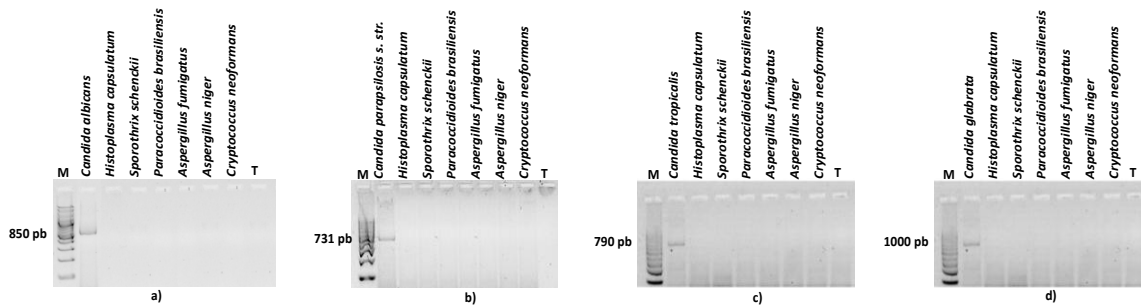 M
Candida albicans
Histoplasma capsulatum
Sporothrix schenckii
Paracoccidioides brasiliensis
Aspergillus fumigatus
Aspergillus niger
Cryptococcus neoformans
T
850 pb
a)
M
Candida parapsilosis s. str.
Histoplasma capsulatum
Sporothrix schenckii
Paracoccidioides brasiliensis
Aspergillus fumigatus
Aspergillus niger
Cryptococcus neoformans
T
731 pb
b)
M
Candida tropicalis
Histoplasma capsulatum
Sporothrix schenckii
Paracoccidioides brasiliensis
Aspergillus fumigatus
Aspergillus niger
Cryptococcus neoformans
T
790 pb
c)
M
Candida glabrata
Histoplasma capsulatum
Sporothrix schenckii
Paracoccidioides brasiliensis
Aspergillus fumigatus
Aspergillus niger
Cryptococcus neoformans
T
1000 pb
d)